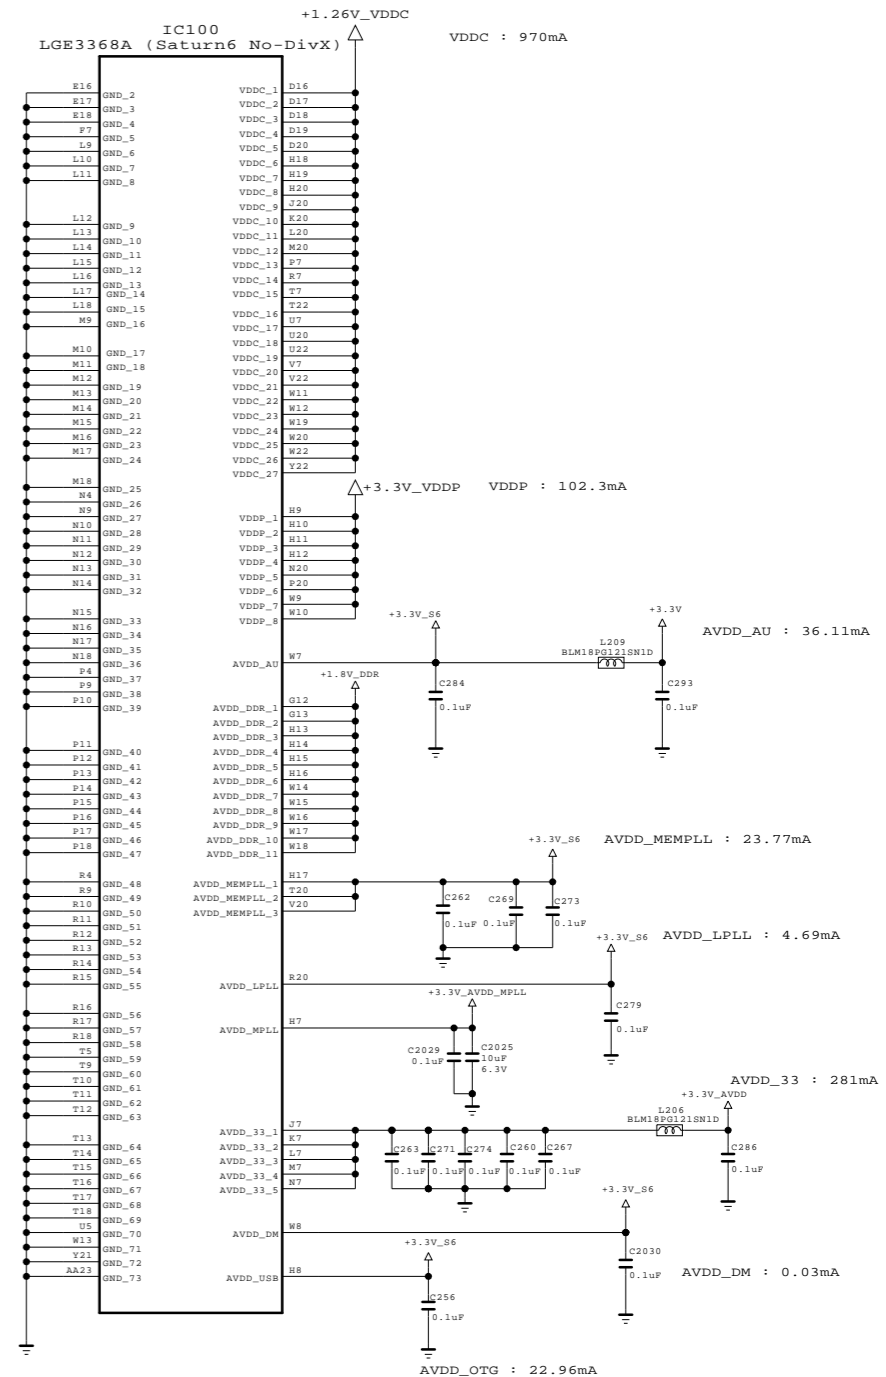 +1.26V_VDDC
IC100
LGE3368A (Saturn6 No-DivX)
VDDC : 970mA
E16 GND_2 VDDC_1 D16
E17 GND_3 VDDC_2 D17
E18 GND_4 VDDC_3 D18
F7 GND_5 VDDC_4 D19
L9 GND_6 VDDC_5 D20
L10 GND_7 VDDC_6 H18
L11 GND_8 VDDC_7 H19
VDDC_8 H20
VDDC_9 J20
L12 GND_9 VDDC_10 K20
L13 GND_10 VDDC_11 L20
L14 GND_11 VDDC_12 M20
L15 GND_12 VDDC_13 P7
L16 GND_13 VDDC_14 R7
L17 GND_14 VDDC_15 T7
L18 GND_15 VDDC_16 T22
M9 GND_16 VDDC_17 U7
VDDC_18 U20
M10 GND_17 VDDC_19 U22
M11 GND_18 VDDC_20 V7
M12 GND_19 VDDC_21 V22
M13 GND_20 VDDC_22 W11
M14 GND_21 VDDC_23 W12
M15 GND_22 VDDC_24 W19
M16 GND_23 VDDC_25 W20
M17 GND_24 VDDC_26 W22
VDDC_27 Y22
M18 GND_25
+3.3V_VDDP VDDP : 102.3mA
N4 GND_26
N9 GND_27 VDDP_1 H9
N10 GND_28 VDDP_2 H10
N11 GND_29 VDDP_3 H11
N12 GND_30 VDDP_4 H12
N13 GND_31 VDDP_5 N20
N14 GND_32 VDDP_6 P20
VDDP_7 W9
N15 GND_33 VDDP_8 W10
+3.3V_S6
+3.3V
N16 GND_34
AVDD_AU : 36.11mA
N17 GND_35
L209
BLM18PG121SN1D
N18 GND_36 AVDD_AU W7
P4 GND_37
+1.8V_DDR
P9 GND_38
C284
0.1uF
C293
0.1uF
P10 GND_39 AVDD_DDR_1 G12
AVDD_DDR_2 G13
AVDD_DDR_3 H13
P11 GND_40 AVDD_DDR_4 H14
P12 GND_41 AVDD_DDR_5 H15
P13 GND_42 AVDD_DDR_6 H16
P14 GND_43 AVDD_DDR_7 W14
P15 GND_44 AVDD_DDR_8 W15
P16 GND_45 AVDD_DDR_9 W16
P17 GND_46 AVDD_DDR_10 W17
P18 GND_47 AVDD_DDR_11 W18
+3.3V_S6
AVDD_MEMPLL : 23.77mA
R4 GND_48 AVDD_MEMPLL_1 H17
R9 GND_49 AVDD_MEMPLL_2 T20
R10 GND_50 AVDD_MEMPLL_3 V20
C262
0.1uF
C269
0.1uF
C273
0.1uF
R11 GND_51
R12 GND_52
+3.3V_S6
AVDD_LPLL : 4.69mA
R13 GND_53
R14 GND_54
R15 GND_55 AVDD_LPLL R20
+3.3V_AVDD_MPLL
C279
0.1uF
R16 GND_56
R17 GND_57 AVDD_MPLL H7
R18 GND_58
T5 GND_59
C2029
0.1uF
C2025
10uF
6.3V
T9 GND_60
T10 GND_61
T11 GND_62
T12 GND_63
AVDD_33 : 281mA
+3.3V_AVDD
L206
BLM18PG121SN1D
AVDD_33_1 J7
T13 GND_64 AVDD_33_2 K7
T14 GND_65 AVDD_33_3 L7
T15 GND_66 AVDD_33_4 M7
T16 GND_67 AVDD_33_5 N7
C263
0.1uF
C271
0.1uF
C274
0.1uF
C260
0.1uF
C267
0.1uF
C286
0.1uF
T17 GND_68
T18 GND_69
+3.3V_S6
U5 GND_70 AVDD_DM W8
W13 GND_71
+3.3V_S6
Y21 GND_72
C2030
0.1uF
AVDD_DM : 0.03mA
AA23 GND_73 AVDD_USB H8
C256
0.1uF
AVDD_OTG : 22.96mA